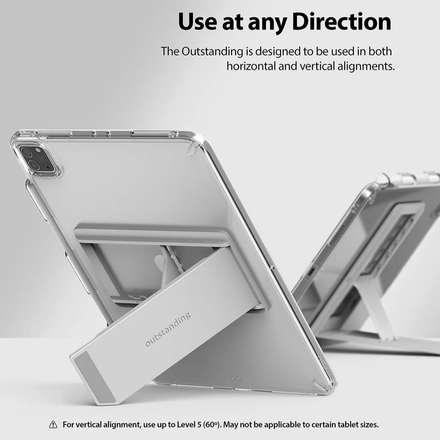 Use at any Direction
The Outstanding is designed to be used in both
horizontal and vertical alignments.
outstanding
For vertical alignment, use up to Level 5 (60º). May not be applicable to certain tablet sizes.